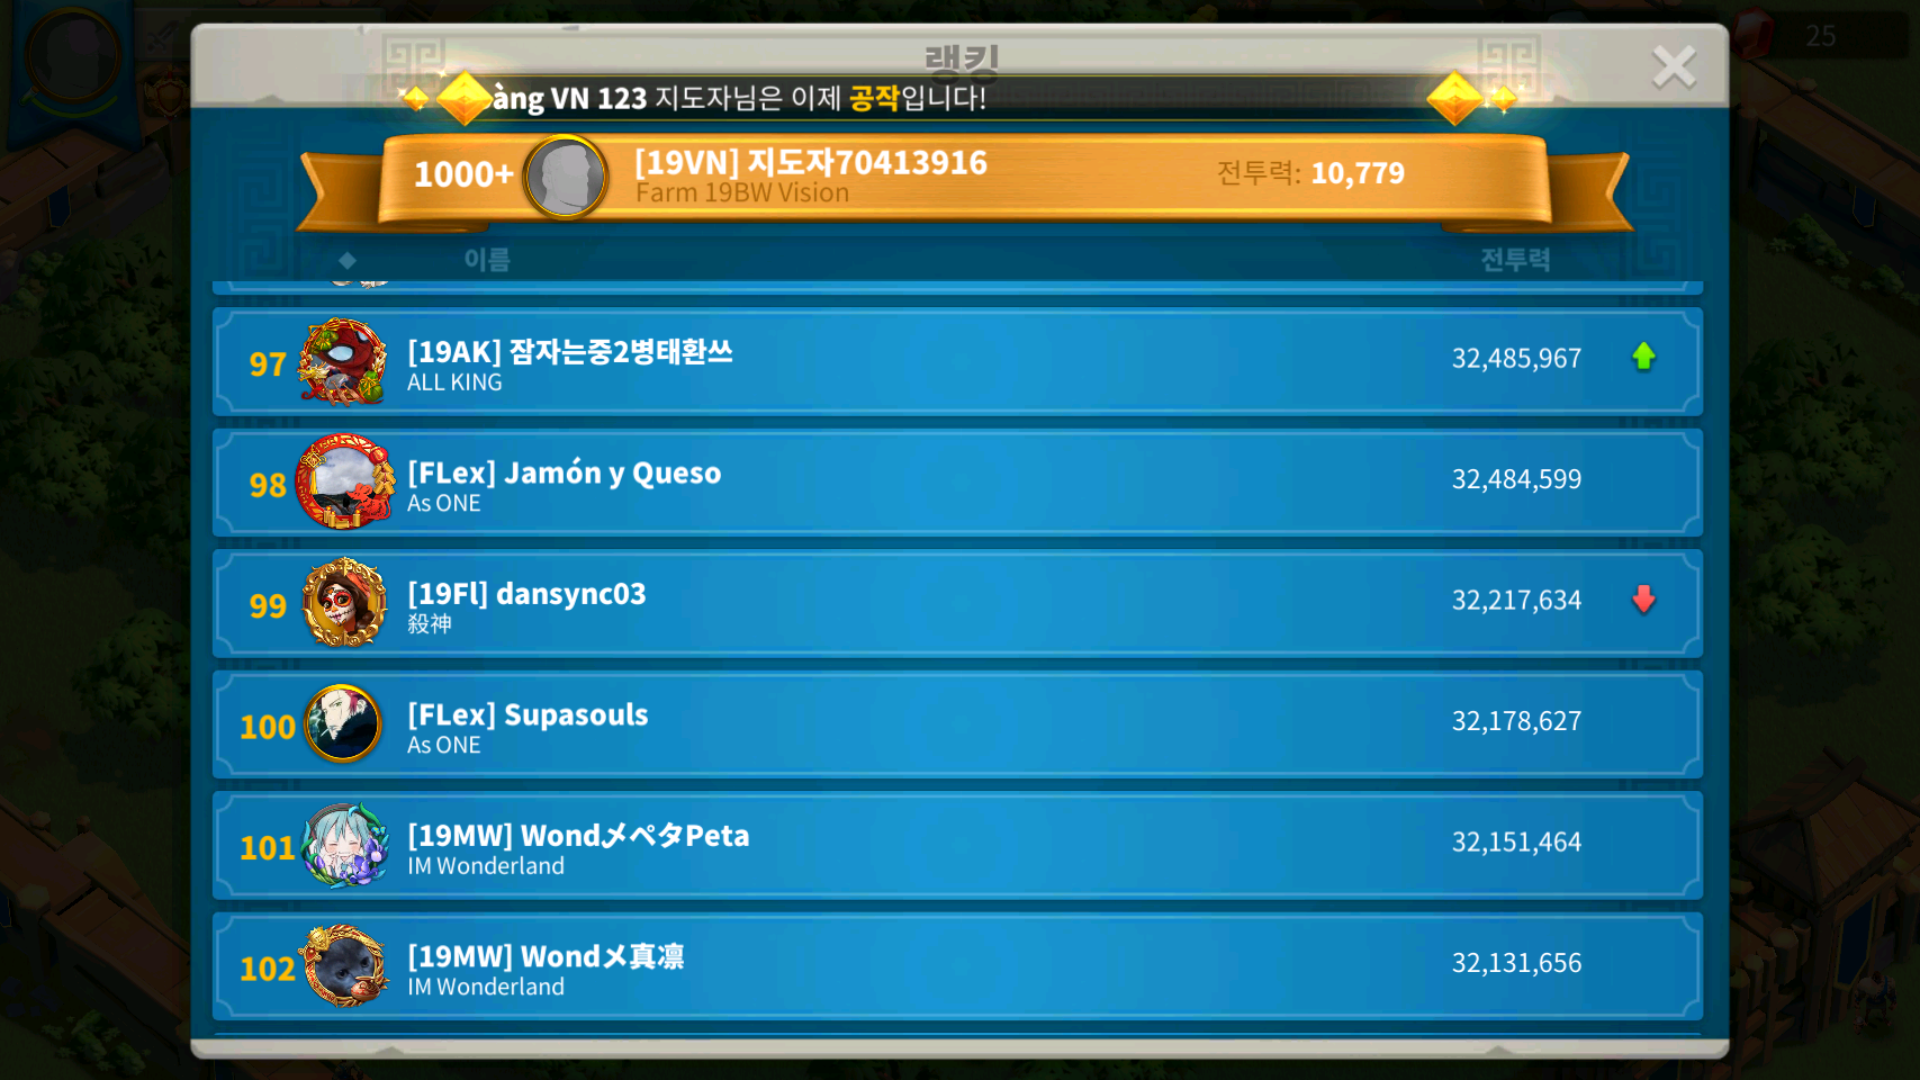 25
랭킹
àng VN 123 지도자님은 이제 공작입니다!
1000+ [19VN] 지도자70413916 전투력: 10,779
Farm 19BW Vision
이름 전투력
97 [19AK] 잠자는중2병태환쓰 32,485,967
ALL KING
98 [FLex] Jamón y Queso 32,484,599
As ONE
99 [19Fl] dansync03 32,217,634
殺神
100 [FLex] Supasouls 32,178,627
As ONE
101 [19MW] WondメペタPeta 32,151,464
IM Wonderland
102 [19MW] Wondメ真凛 32,131,656
IM Wonderland